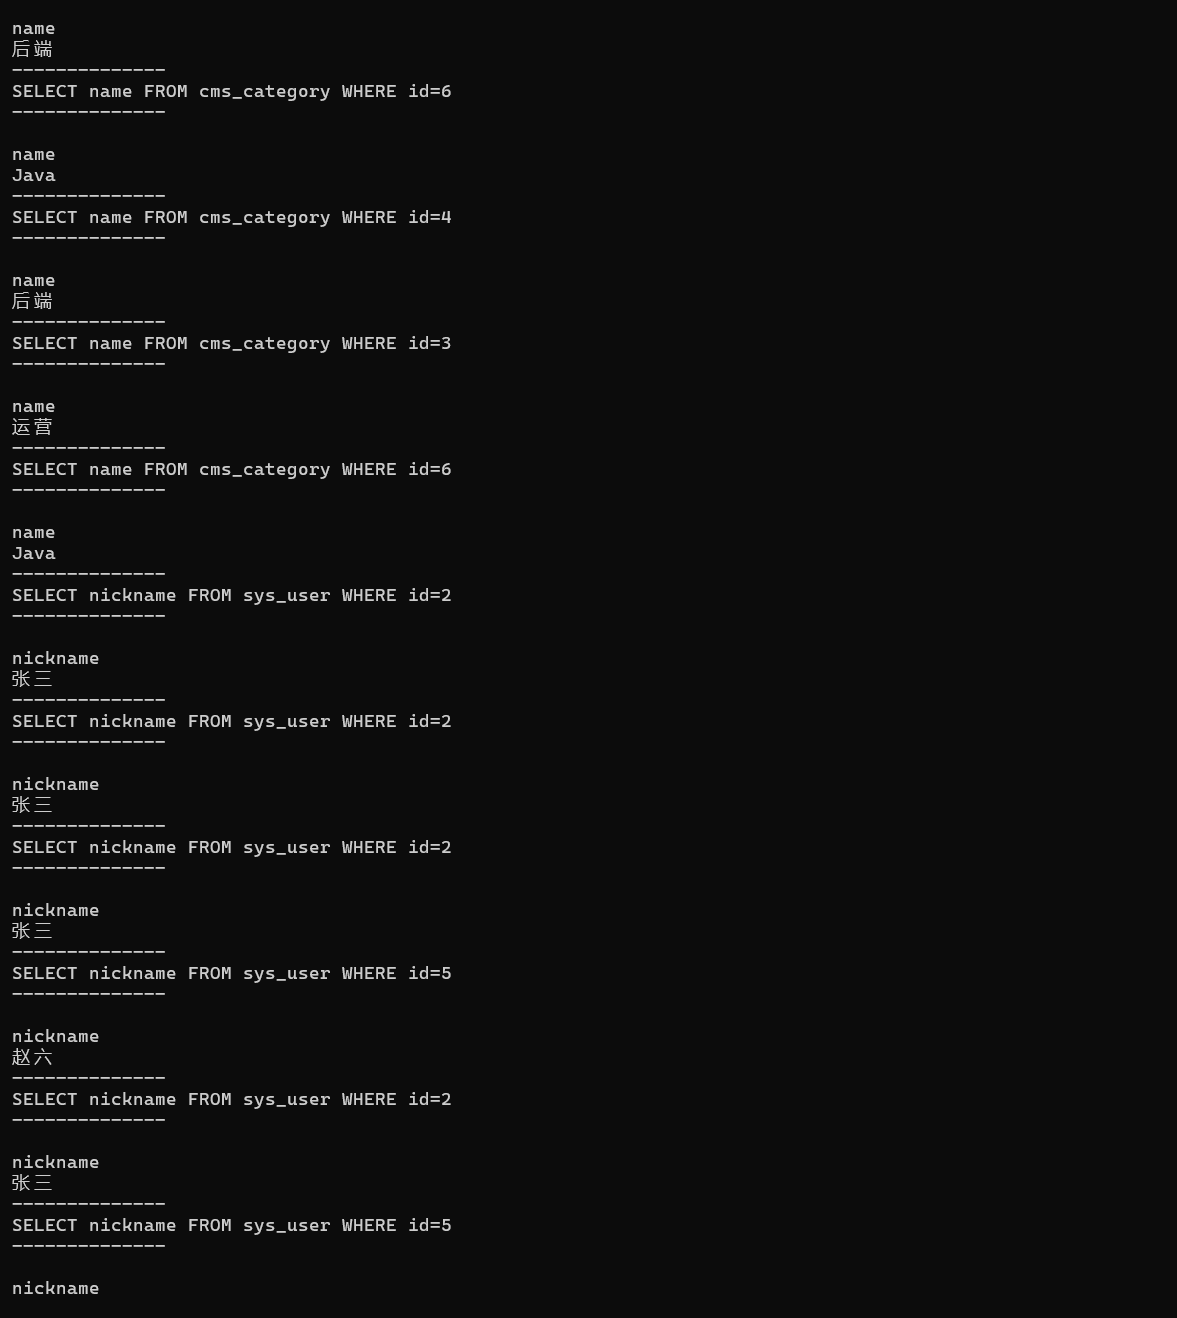 name
后端
--------------
SELECT name FROM cms_category WHERE id=6
--------------
name
Java
--------------
SELECT name FROM cms_category WHERE id=4
--------------
name
后端
--------------
SELECT name FROM cms_category WHERE id=3
--------------
name
运营
--------------
SELECT name FROM cms_category WHERE id=6
--------------
name
Java
--------------
SELECT nickname FROM sys_user WHERE id=2
--------------
nickname
张三
--------------
SELECT nickname FROM sys_user WHERE id=2
--------------
nickname
张三
--------------
SELECT nickname FROM sys_user WHERE id=2
--------------
nickname
张三
--------------
SELECT nickname FROM sys_user WHERE id=5
--------------
nickname
赵六
--------------
SELECT nickname FROM sys_user WHERE id=2
--------------
nickname
张三
--------------
SELECT nickname FROM sys_user WHERE id=5
--------------
nickname